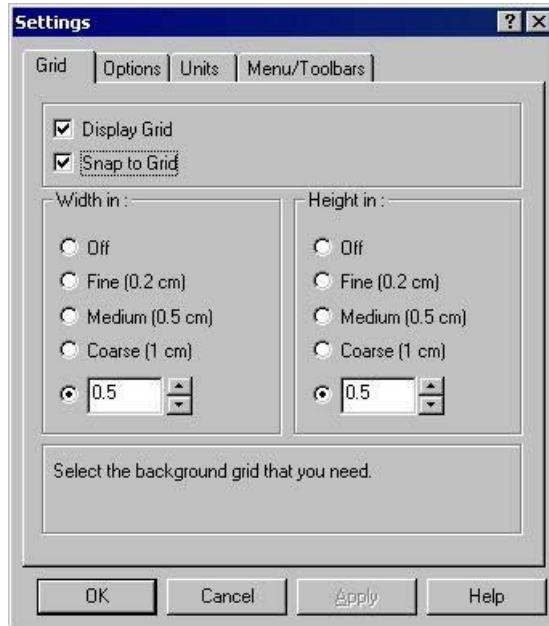 Settings
Grid Options Units Menu/Toolbars
Display Grid
Snap to Grid
Width in :
Off
Fine (0.2 cm)
Medium (0.5 cm)
Coarse (1 cm)
0.5
Height in :
Off
Fine (0.2 cm)
Medium (0.5 cm)
Coarse (1 cm)
0.5
Select the background grid that you need.
OK Cancel Apply Help